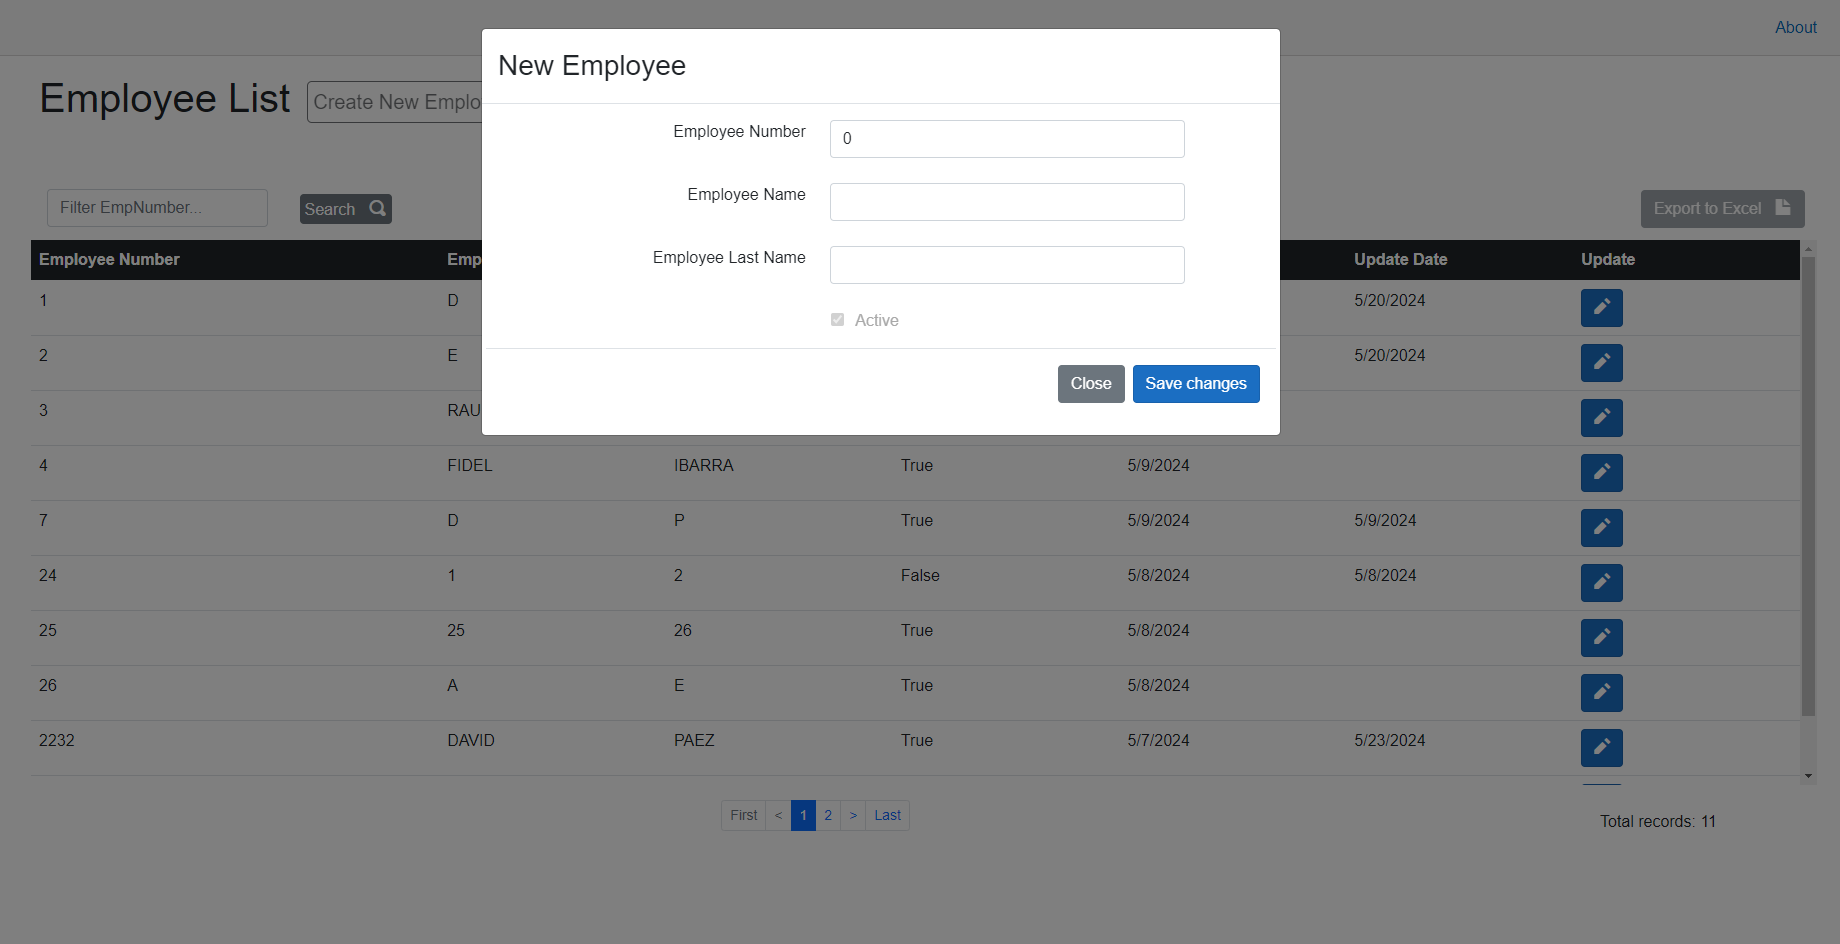 About
New Employee
Employee List
Create New Emplo
Employee Number 0
Employee Name
Employee Last Name
Active
Close Save changes
Filter EmpNumber...
Search
Export to Excel
Employee Number Emp Update Date Update
1 D 5/20/2024
2 E 5/20/2024
3 RAU
4 FIDEL IBARRA True 5/9/2024
7 D P True 5/9/2024 5/9/2024
24 1 2 False 5/8/2024 5/8/2024
25 25 26 True 5/8/2024
26 A E True 5/8/2024
2232 DAVID PAEZ True 5/7/2024 5/23/2024
First < 1 2 > Last
Total records: 11